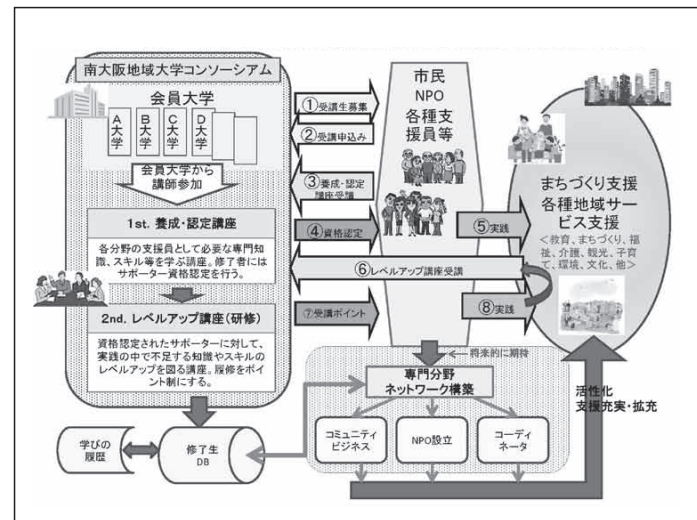 南大阪地域大学コンソーシアム
会員大学
A大学
B大学
C大学
D大学
会員大学から
講師参加
1st. 養成・認定講座
各分野の支援員として必要な専門知
識、スキル等を学ぶ講座。修了者には
サポーター資格認定を行う。
2nd. レベルアップ講座(研修)
資格認定されたサポーターに対して、
実践の中で不足する知識やスキルの
レベルアップを図る講座。履修をポイ
ント制にする。
①受講生募集
②受講申込み
③養成・認定
講座受講
④資格認定
市民
NPO
各種支
援員等
⑤実践
⑥レベルアップ講座受講
⑦受講ポイント
⑧実践
まちづくり支援
各種地域サー
ビス支援
<教育、まちづくり、福
祉、介護、観光、子育
て、環境、文化、他>
将来的に期待
専門分野
ネットワーク構築
コミュニティ
ビジネス
NPO設立
コーディ
ネータ
活性化
支援充実・拡充
学びの
履歴
修了生
DB